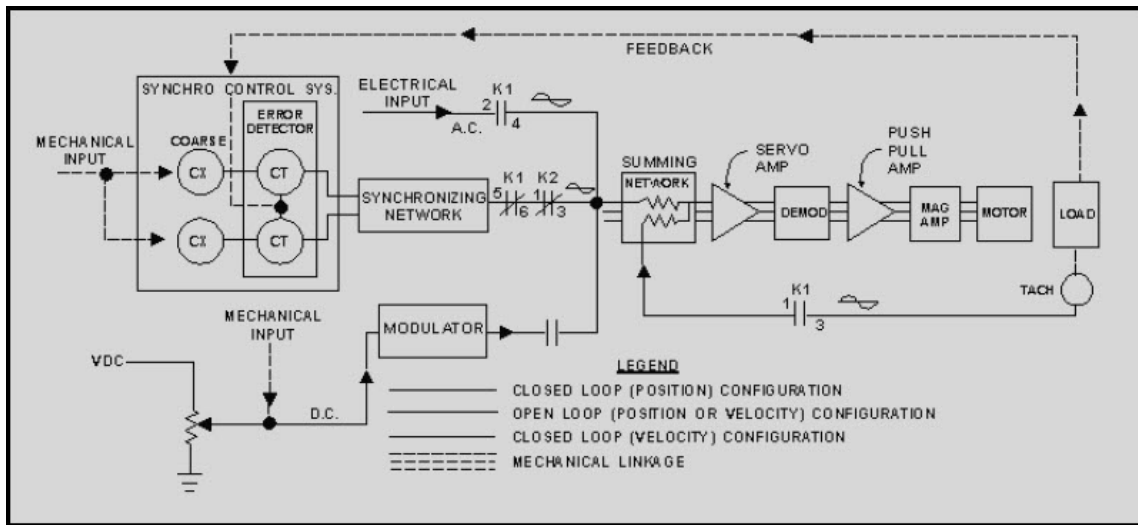 FEEDBACK
SYNCHRO CONTROL SYS.
ELECTRICAL
INPUT
K1
2
4
A.C.
ERROR
DETECTOR
COARSE
PUSH
PULL AMP
MECHANICAL
INPUT
CX
CT
SERVO
AMP
SUMMING
NETWORK
SYNCHRONIZING
NETWORK
K1
5
6
K2
1
3
DEMOD
MAG
AMP
MOTOR
LOAD
CX
CT
TACH
K1
1
3
MECHANICAL
INPUT
MODULATOR
VDC
D.C.
LEGEND
CLOSED LOOP (POSITION) CONFIGURATION
OPEN LOOP (POSITION OR VELOCITY) CONFIGURATION
CLOSED LOOP (VELOCITY) CONFIGURATION
MECHANICAL LINKAGE